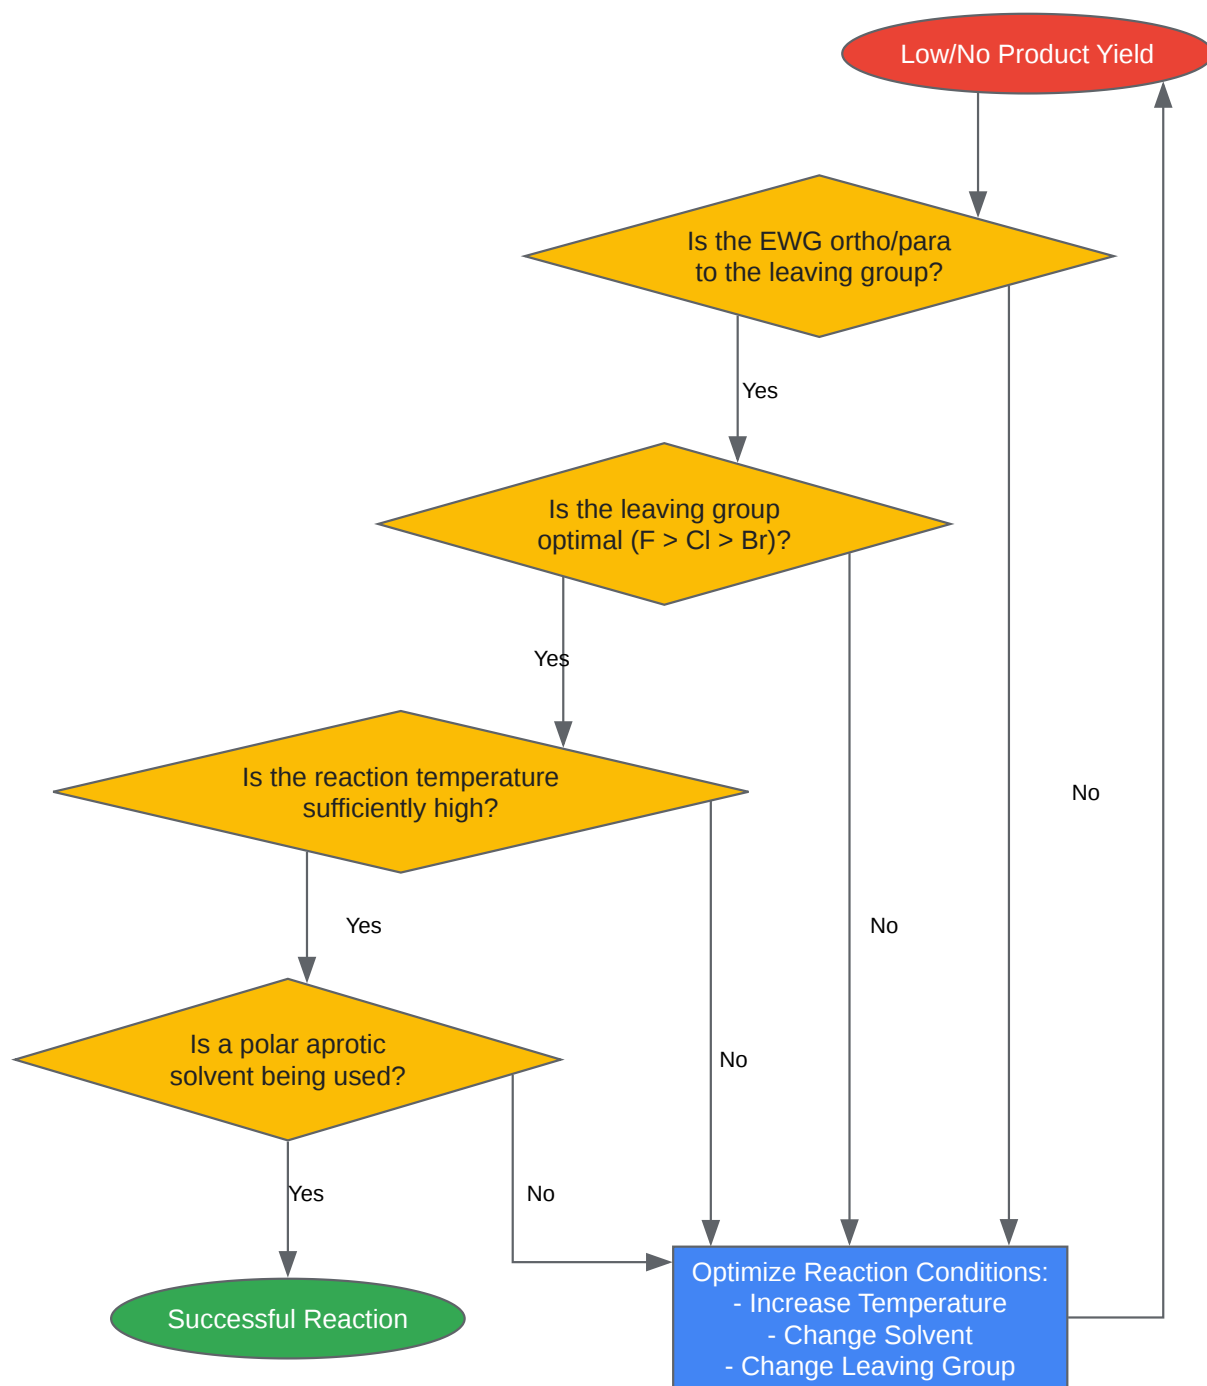 Low/No Product Yield
Is the EWG ortho/para
to the leaving group?
Yes
Is the leaving group
optimal (F > Cl > Br)?
Yes
Is the reaction temperature
sufficiently high?
No
Yes
No
Is a polar aprotic
solvent being used?
No
Yes
No
Successful Reaction
Optimize Reaction Conditions:
- Increase Temperature
- Change Solvent
- Change Leaving Group